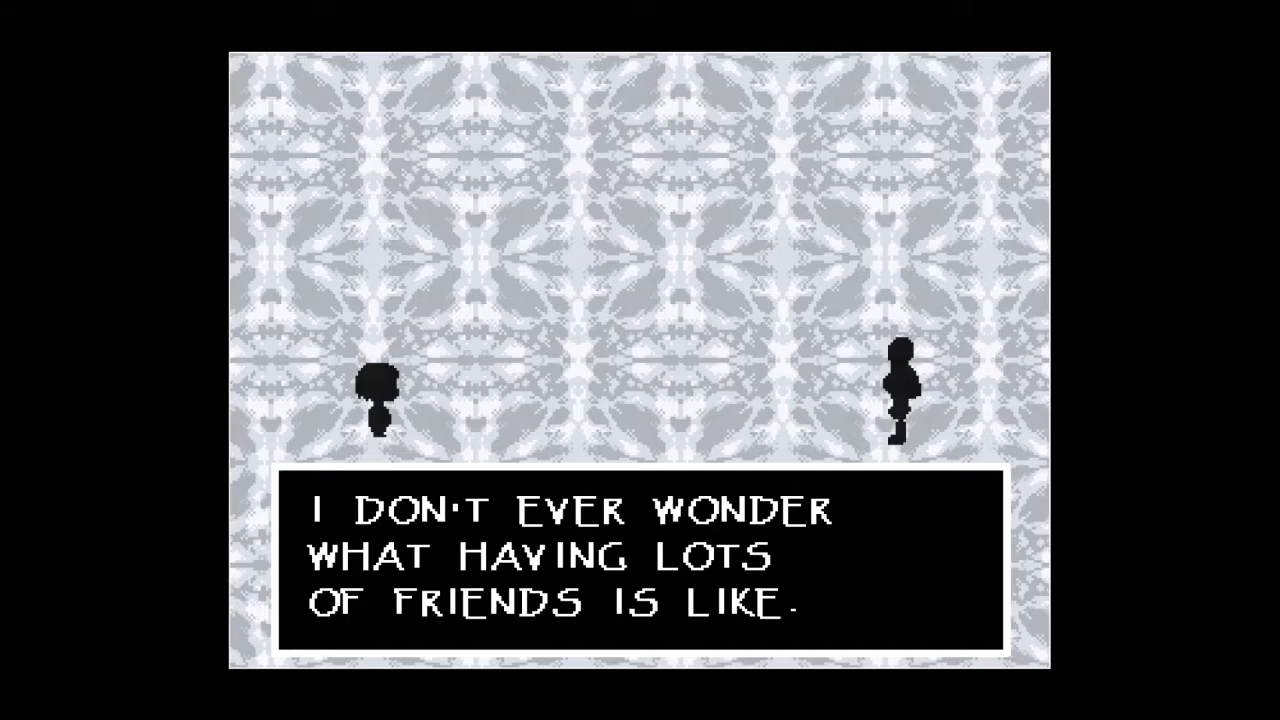 I DON'T EVER WONDER
WHAT HAVING LOTS
OF FRIENDS IS LIKE.